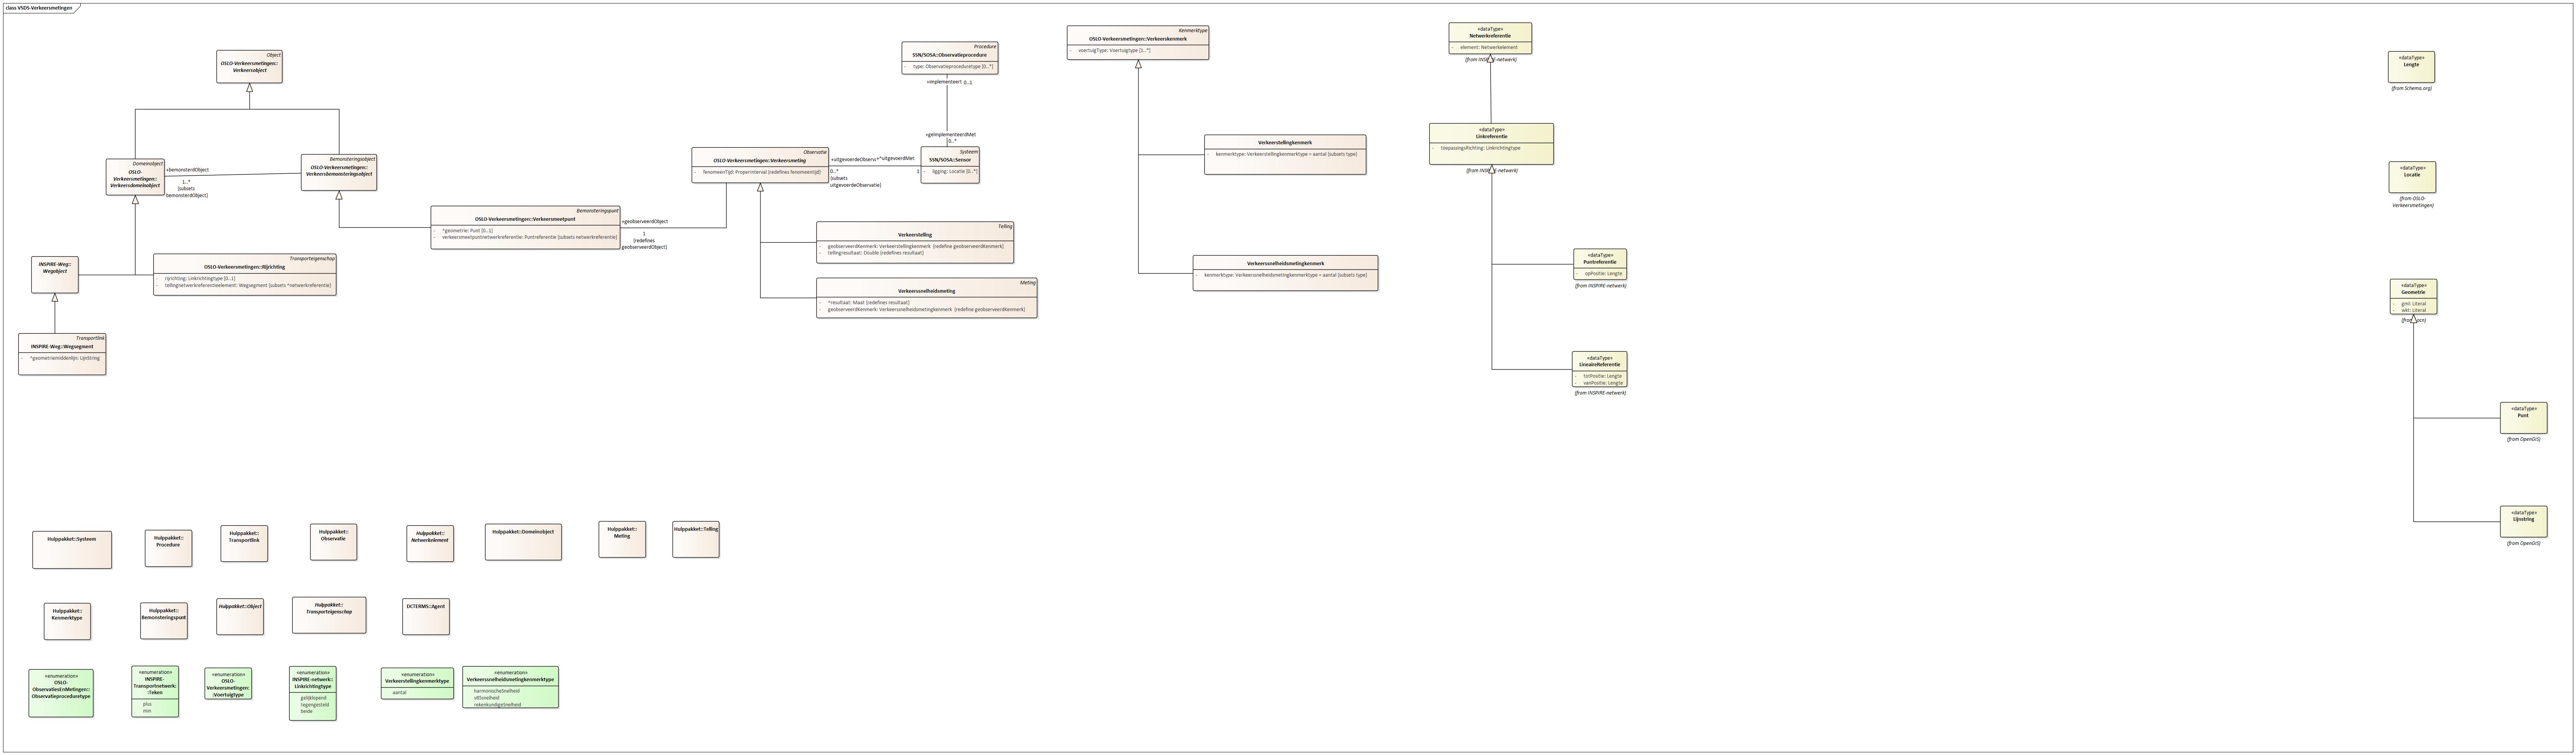 class VSDS-Verkeersmetingen
Object
OSLO-Verkeersmetingen::
Verkeersobject
Domeinobject
OSLO-
Verkeersmetingen::
Verkeersdomeinobject
+bemonsterdObject
1..*
{subsets
bemonsterdObject}
Bemonsteringsobject
OSLO-Verkeersmetingen::
Verkeersbemonsteringsobject
Bemonsteringspunt
OSLO-Verkeersmetingen::Verkeersmeetpunt
- ^geometrie: Punt [0..1]
- verkeersmeetpuntnetwerkreferentie: Puntreferentie {subsets netwerkreferentie}
+geobserveerdObject
1
{redefines
geobserveerdObject}
INSPIRE-Weg::
Wegobject
Transporteigenschap
OSLO-Verkeersmetingen::Rijrichting
- rijrichting: Linkrichtingtype [0..1]
- tellingnetwerkreferentieelement: Wegsegment {subsets ^netwerkreferentie}
Transportlink
INSPIRE-Weg::Wegsegment
- ^geometriemiddenlijn: LijnString
Observatie
OSLO-Verkeersmetingen::Verkeersmeting
- fenomeenTijd: ProperInterval {redefines fenomeentijd}
+uitgevoerdeObserv
+^uitgevoerdMet
0..*
{subsets
uitgevoerdeObservatie}
1
Procedure
SSN/SOSA::Observatieprocedure
- type: Observatieproceduretype [0..*]
+implementeert 0..1
+geïmplementeerdMet
0..*
Systeem
SSN/SOSA::Sensor
- ligging: Locatie [0..*]
Telling
Verkeerstelling
- geobserveerdKenmerk: Verkeerstellingkenmerk {redefine geobserveerdKenmerk}
- tellingresultaat: Double {redefines resultaat}
Meting
Verkeerssnelheidsmeting
- ^resultaat: Maat {redefines resultaat}
- geobserveerdKenmerk: Verkeerssnelheidsmetingkenmerk {redefine geobserveerdKenmerk}
Kenmerktype
OSLO-Verkeersmetingen::Verkeerskenmerk
- voertuigType: Voertuigtype [0..*]
Verkeerstellingkenmerk
- kenmerktype: Verkeerstellingkenmerktype = aantal {subsets type}
Verkeerssnelheidsmetingkenmerk
- kenmerktype: Verkeerssnelheidsmetingkenmerktype = aantal {subsets type}
«dataType»
Netwerkreferentie
- element: Netwerkelement
(from INSPIRE-netwerk)
«dataType»
Linkreferentie
- toepassingsRichting: Linkrichtingtype
(from INSPIRE-netwerk)
«dataType»
Puntreferentie
- opPositie: Lengte
(from INSPIRE-netwerk)
«dataType»
LineaireReferentie
- totPositie: Lengte
- vanPositie: Lengte
(from INSPIRE-netwerk)
«dataType»
Lengte
(from Schema.org)
«dataType»
Locatie
(from OSLO-
Verkeersmetingen)
«dataType»
Geometrie
- gml: Literal
- wkt: Literal
«dataType»
Punt
(from OpenGIS)
«dataType»
Lijnstring
(from OpenGIS)
Hulppakket::Systeem
Hulppakket::
Procedure
Hulppakket::
Transportlink
Hulppakket::
Observatie
Hulppakket::
Netwerkelement
Hulppakket::Domeinobject
Hulppakket::
Meting
Hulppakket::Telling
Hulppakket::
Kenmerktype
Hulppakket::
Bemonsteringspunt
Hulppakket::Object
Hulppakket::
Transporteigenschap
DCTERMS::Agent
«enumeration»
OSLO-
ObservatiesEnMetingen::
Observatieproceduretype
«enumeration»
INSPIRE-
Transportnetwerk:
:Teken
plus
min
«enumeration»
OSLO-
Verkeersmetingen:
:Voertuigtype
«enumeration»
INSPIRE-netwerk::
Linkrichtingtype
gelijklopend
tegengesteld
beide
«enumeration»
Verkeerstellingkenmerktype
aantal
«enumeration»
Verkeerssnelheidsmetingkenmerktype
harmonischeSnelheid
v85snelheid
rekenkundigeSnelheid